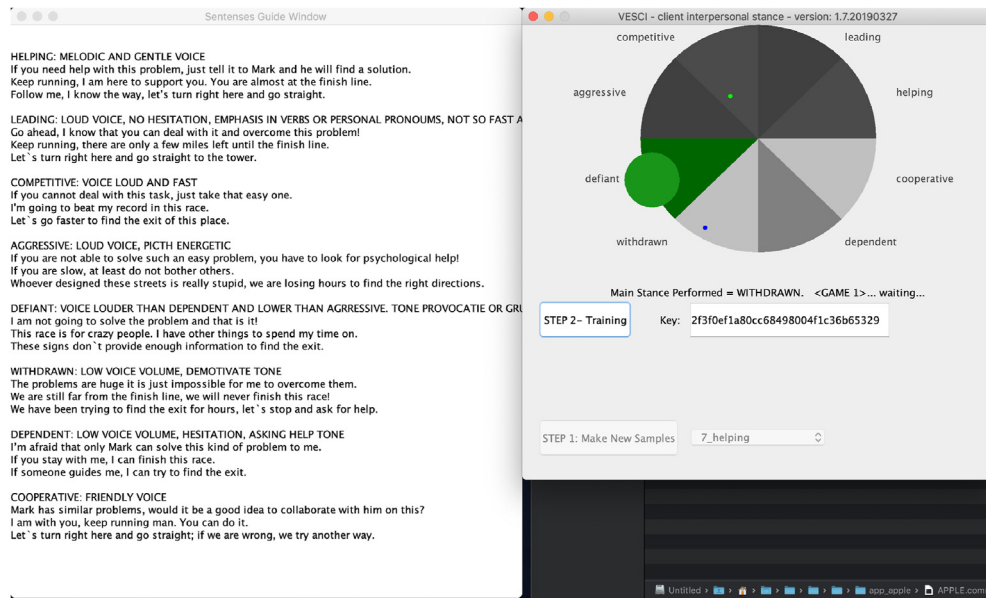 Sentenses Guide Window
HELPING: MELODIC AND GENTLE VOICE
If you need help with this problem, just tell it to Mark and he will find a solution.
Keep running, I am here to support you. You are almost at the finish line.
Follow me, I know the way, let's turn right here and go straight.
LEADING: LOUD VOICE, NO HESITATION, EMPHASIS IN VERBS OR PERSONAL PRONOUNS, NOT SO FAST A
Go ahead, I know that you can deal with it and overcome this problem!
Keep running, there are only a few miles left until the finish line.
Let`s turn right here and go straight to the tower.
COMPETITIVE: VOICE LOUD AND FAST
If you cannot deal with this task, just take that easy one.
I'm going to beat my record in this race.
Let`s go faster to find the exit of this place.
AGGRESSIVE: LOUD VOICE, PICTH ENERGETIC
If you are not able to solve such an easy problem, you have to look for psychological help!
If you are slow, at least do not bother others.
Whoever designed these streets is really stupid, we are losing hours to find the right directions.
DEFIANT: VOICE LOUDER THAN DEPENDENT AND LOWER THAN AGRRESSIVE. TONE PROVOCATIE OR GRU
I am not going to solve the problem and that is it!
This race is for crazy people. I have other things to spend my time on.
These signs don`t provide enough information to find the exit.
WITHDRAWN: LOW VOICE VOLUME, DEMOTIVATE TONE
The problems are huge it is just impossible for me to overcome them.
We are still far from the finish line, we will never finish this race!
We have been trying to find the exit for hours, let`s stop and ask for help.
DEPENDENT: LOW VOICE VOLUME, HESITATION, ASKING HELP TONE
I'm afraid that only Mark can solve this kind of problem to me.
If you stay with me, I can finish this race.
If someone guides me, I can try to find the exit.
COOPERATIVE: FRIENDLY VOICE
Mark has similar problems, would it be a good idea to collaborate with him on this?
I am with you, keep running man. You can do it.
Let`s turn right here and go straight; if we are wrong, we try another way.
VESCI - client interpersonal stance - version: 1.7.20190327
competitive
leading
aggressive
helping
defiant
cooperative
withdrawn
dependent
Main Stance Performed = WITHDRAWN. <GAME 1>... waiting...
STEP 2- Training
Key:
2f3f0ef1a80cc68498004f1c36b65329
STEP 1: Make New Samples
7_helping
Untitled › › › › › › › app_apple › APPLE.com